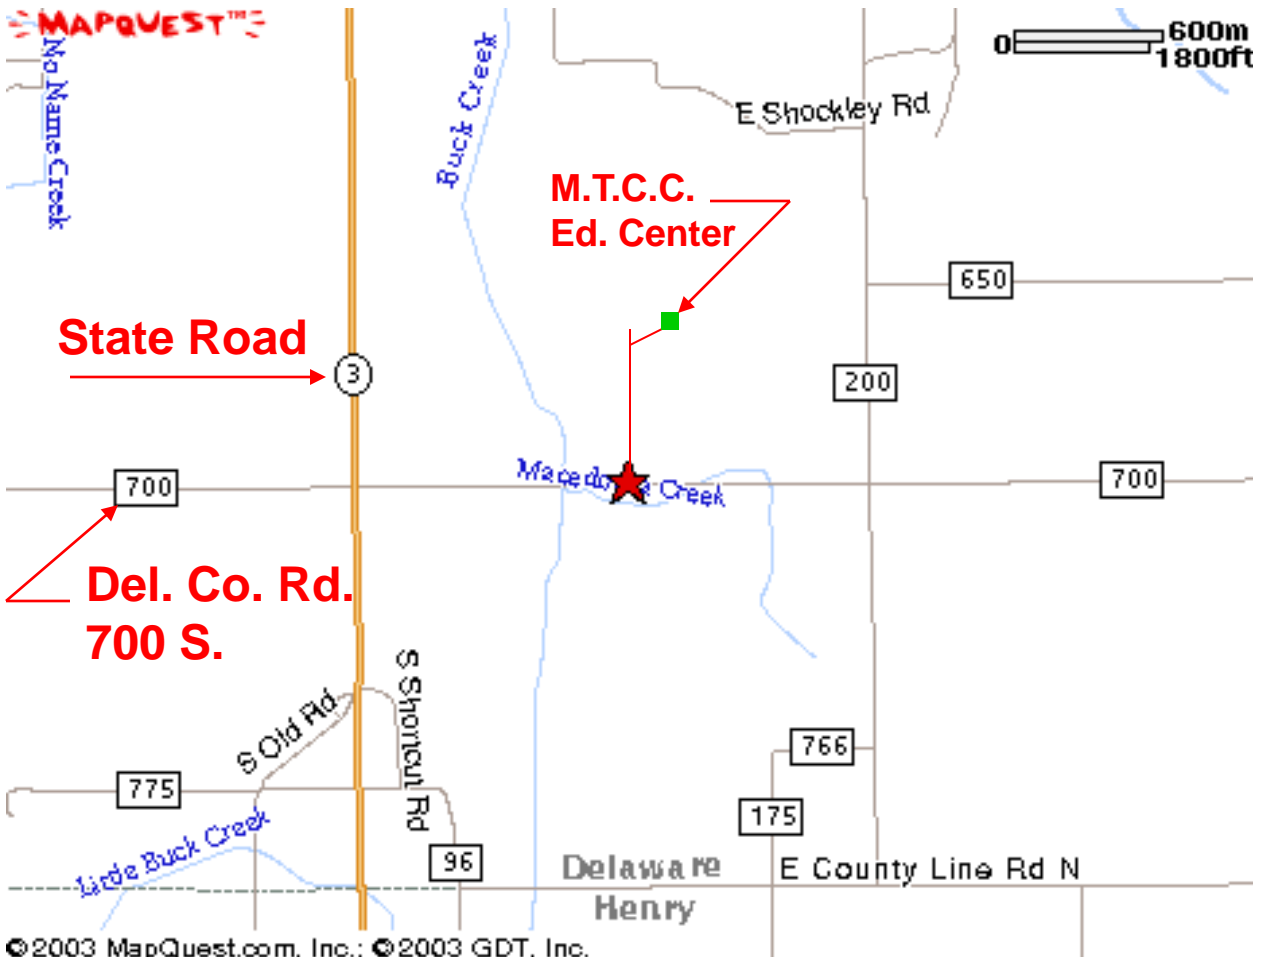 MAPQUEST™
600m
0
1800ft
No Name Creek
Buck Creek
E Shockley Rd
M.T.C.C.
Ed. Center
650
State Road
3
200
Macedonia Creek
700
700
Del. Co. Rd.
700 S.
S Old Rd
S Shortcut Rd
766
775
175
Little Buck Creek
96
Delaware
E County Line Rd N
Henry
©2003 MapQuest.com, Inc.; ©2003 GDT, Inc.